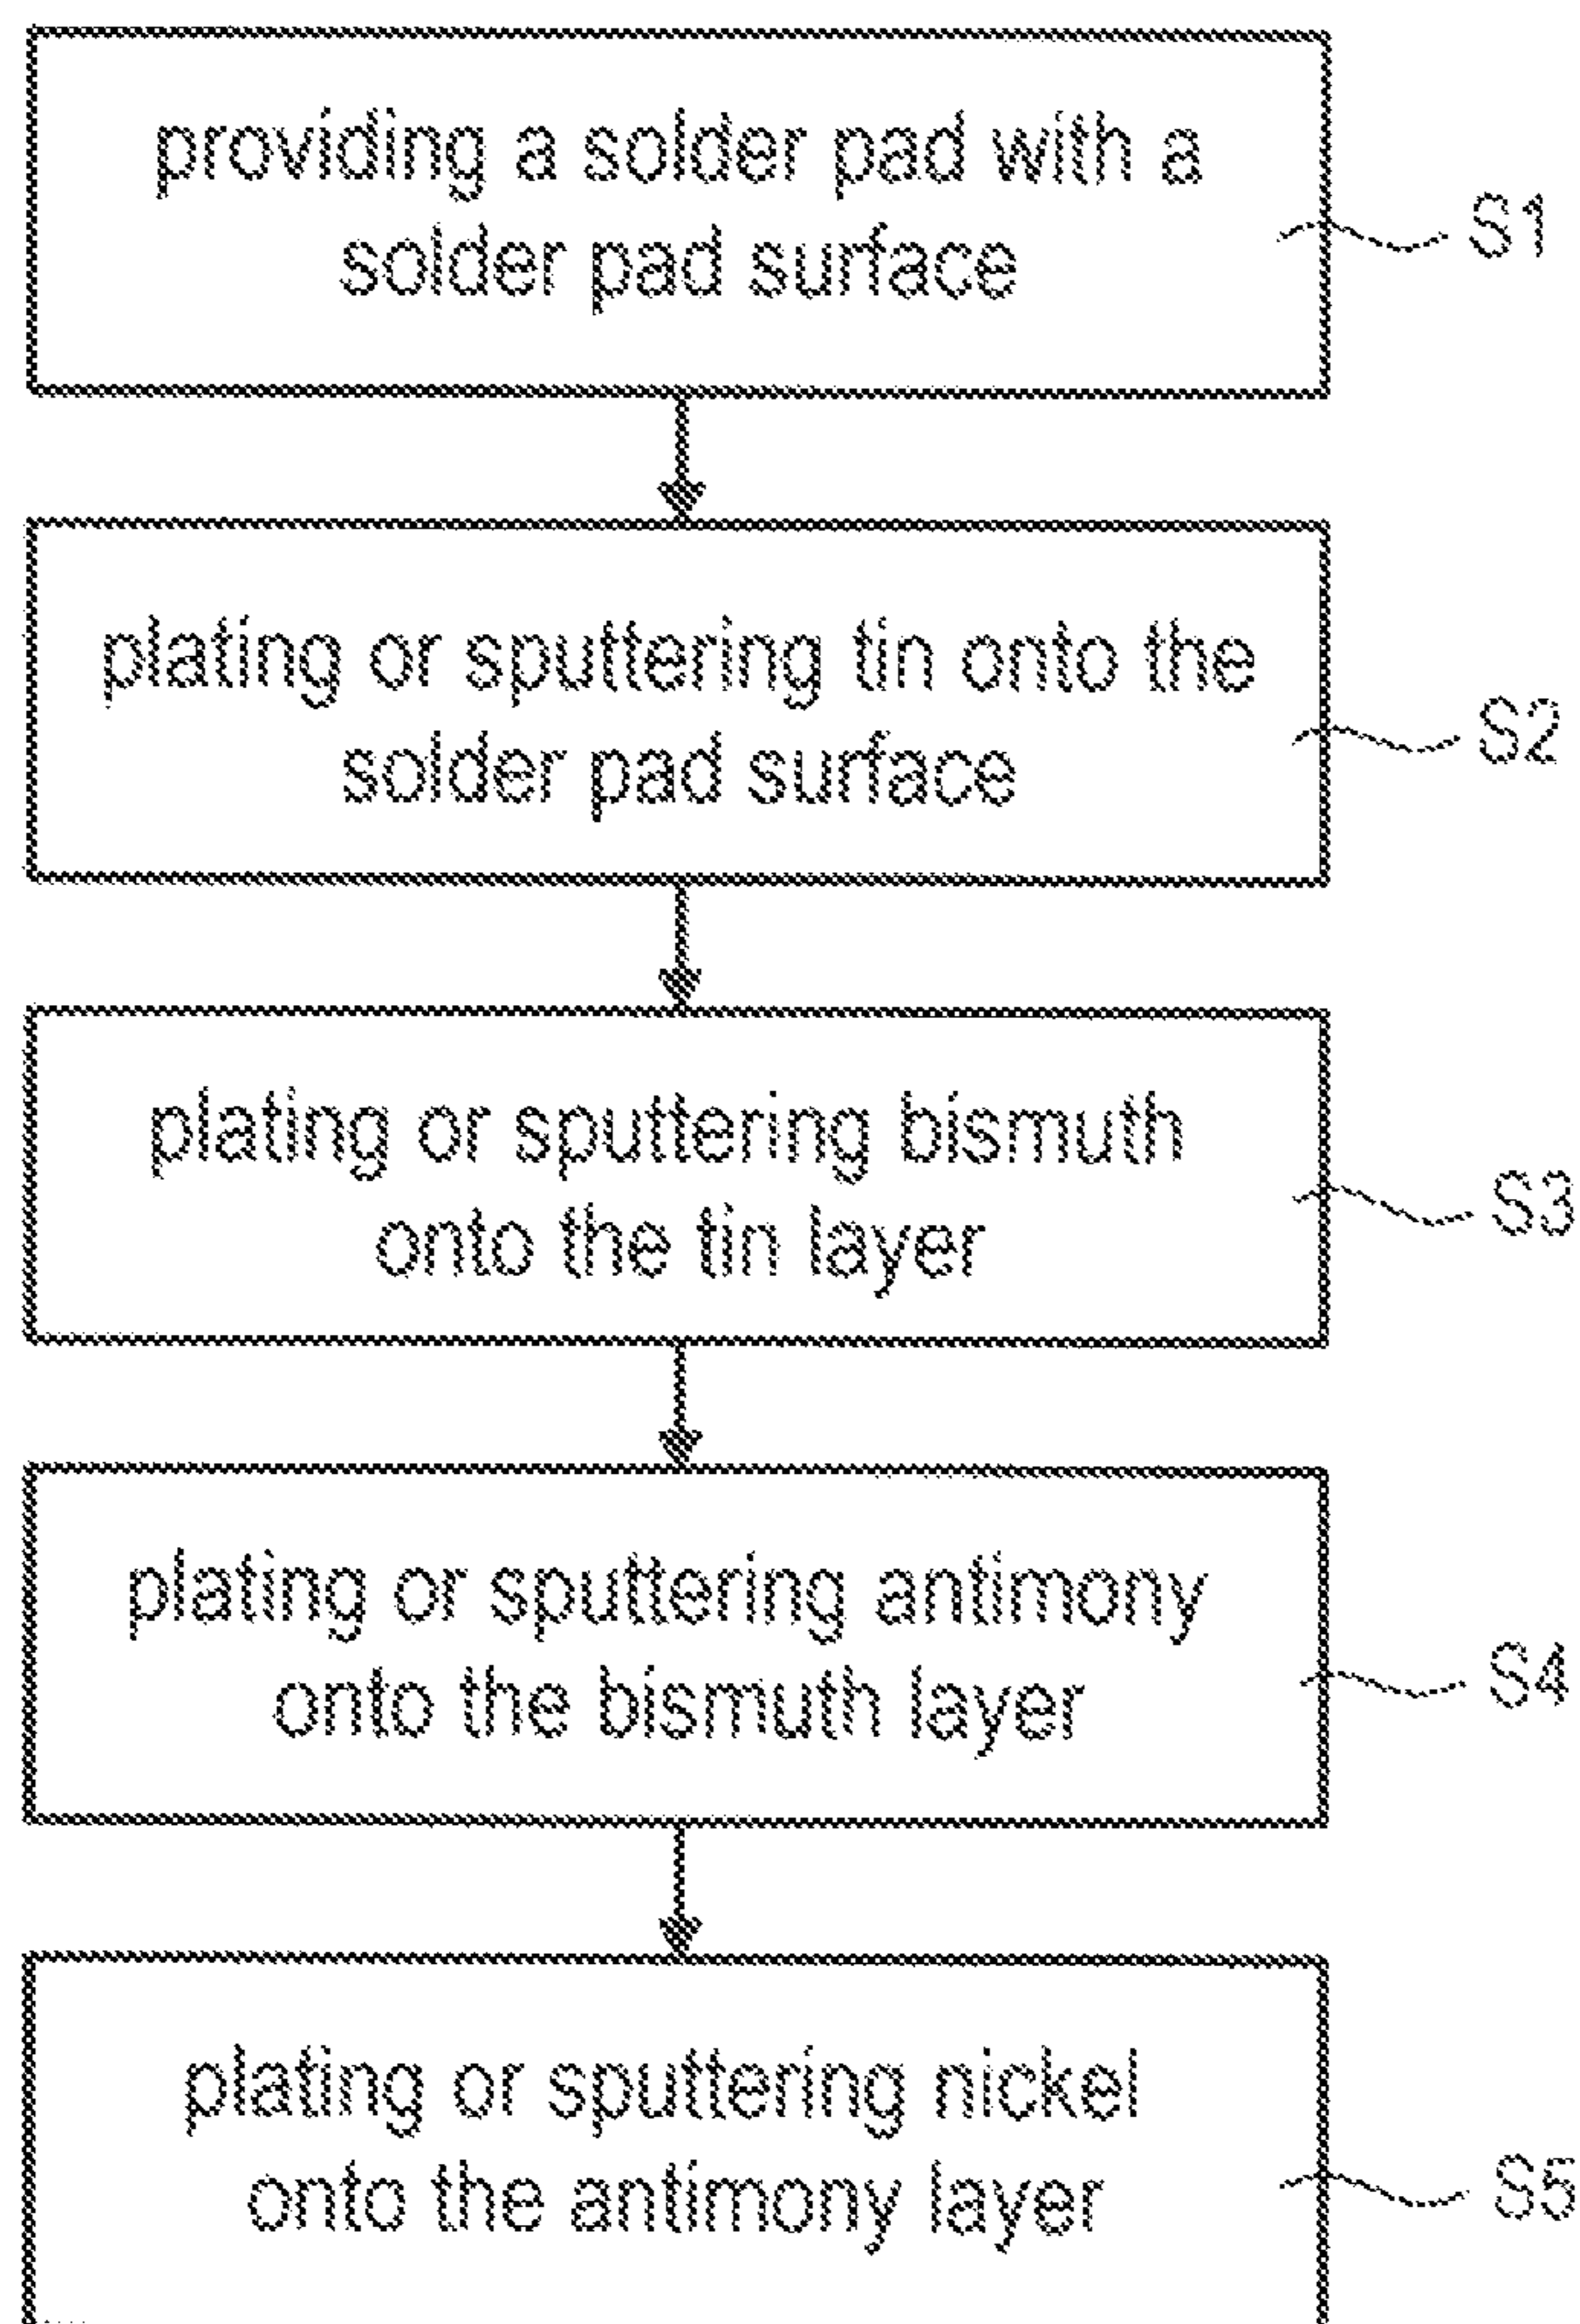 providing a solder pad with a
solder pad surface
S1
plating or sputtering tin onto the
solder pad surface
S2
plating or sputtering bismuth
onto the tin layer
S3
plating or sputtering antimony
onto the bismuth layer
S4
plating or sputtering nickel
onto the antimony layer
S5